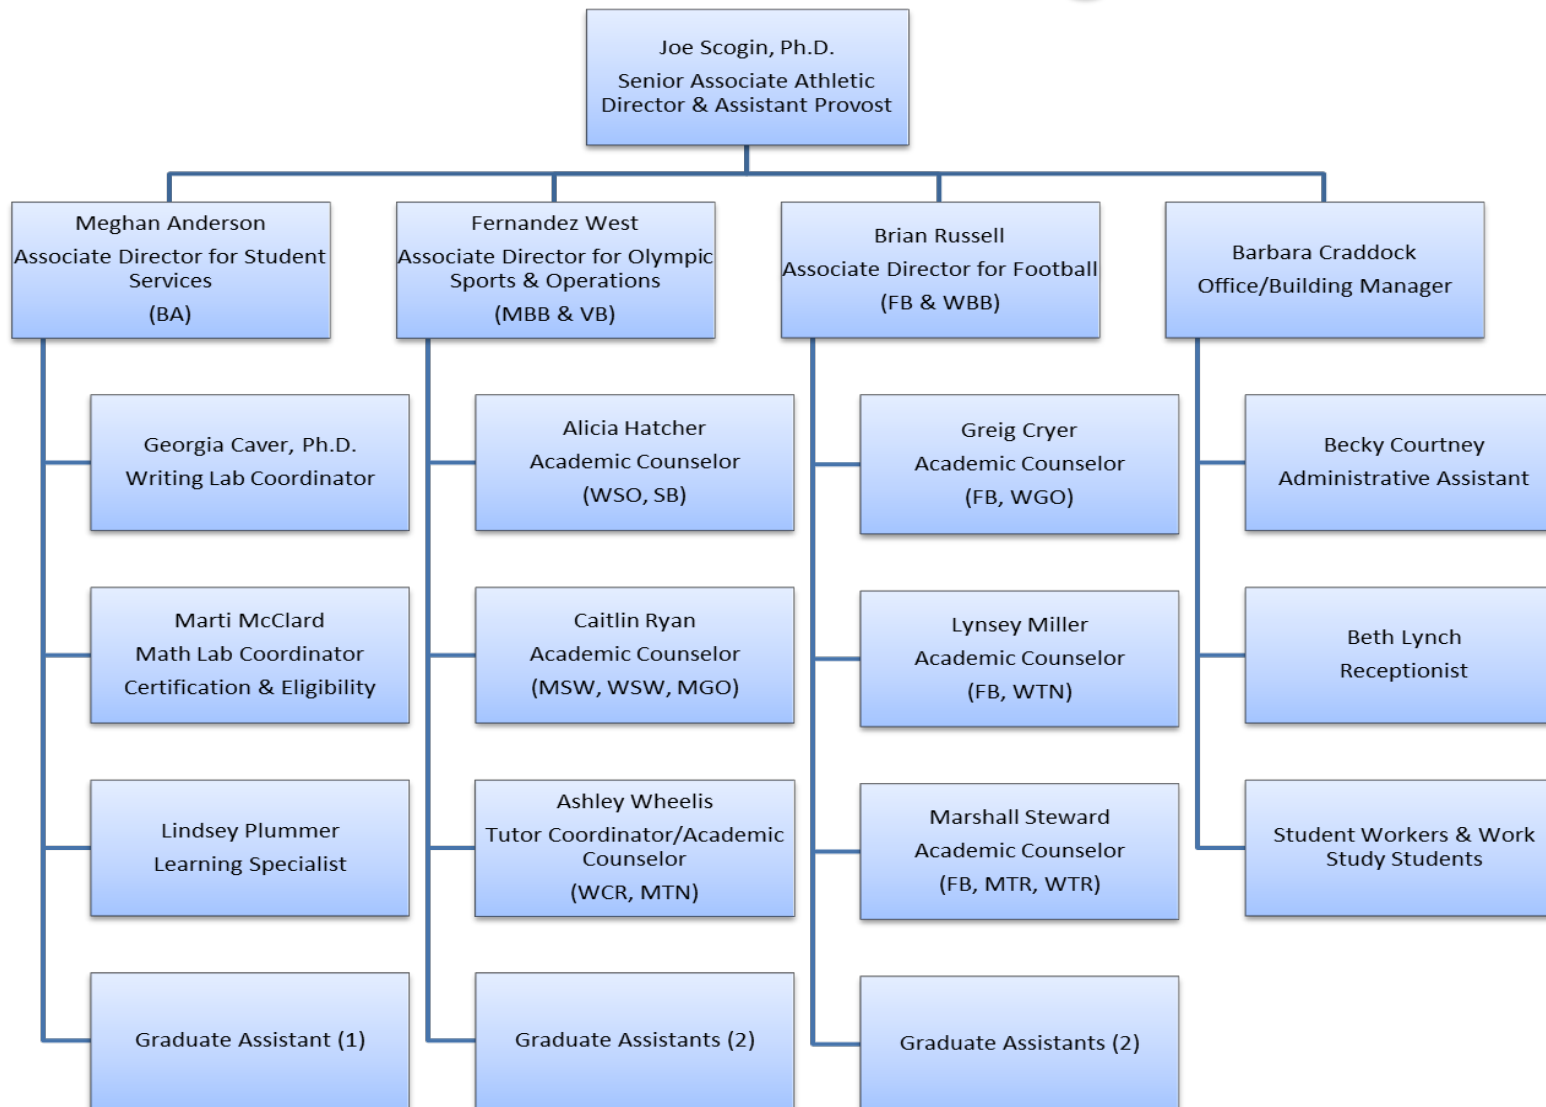 Joe Scogin, Ph.D.
Senior Associate Athletic
Director & Assistant Provost
Meghan Anderson
Associate Director for Student
Services
(BA)
Fernandez West
Associate Director for Olympic
Sports & Operations
(MBB & VB)
Brian Russell
Associate Director for Football
(FB & WBB)
Barbara Craddock
Office/Building Manager
Georgia Caver, Ph.D.
Writing Lab Coordinator
Alicia Hatcher
Academic Counselor
(WSO, SB)
Greig Cryer
Academic Counselor
(FB, WGO)
Becky Courtney
Administrative Assistant
Marti McClard
Math Lab Coordinator
Certification & Eligibility
Caitlin Ryan
Academic Counselor
(MSW, WSW, MGO)
Lynsey Miller
Academic Counselor
(FB, WTN)
Beth Lynch
Receptionist
Lindsey Plummer
Learning Specialist
Ashley Wheelis
Tutor Coordinator/Academic
Counselor
(WCR, MTN)
Marshall Steward
Academic Counselor
(FB, MTR, WTR)
Student Workers & Work
Study Students
Graduate Assistant (1)
Graduate Assistants (2)
Graduate Assistants (2)